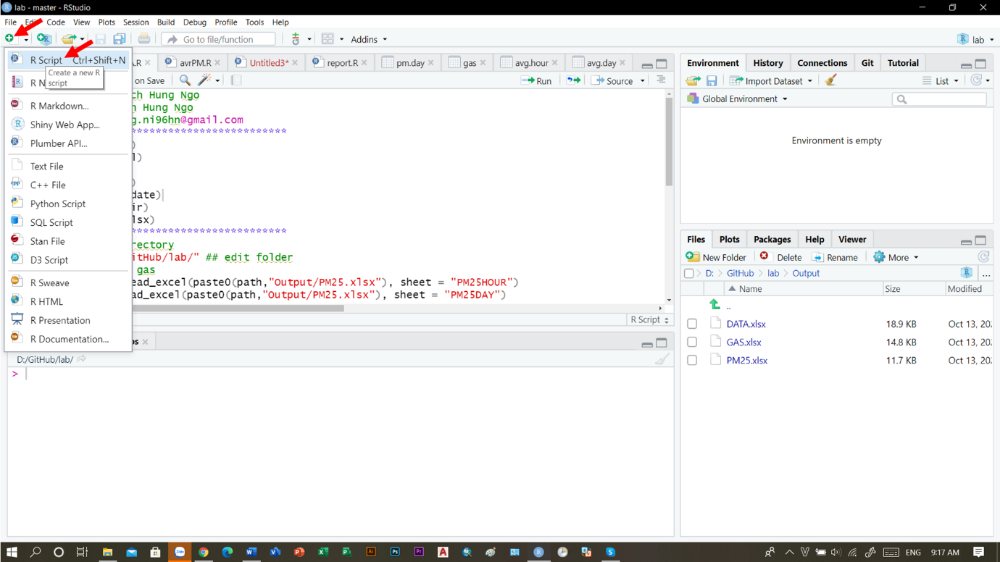 lab - master - RStudio
File Edit Code View Plots Session Build Debug Profile Tools Help
Go to file/function
Addins
lab
R Script Ctrl+Shift+N
Create a new R
script
R N
R Markdown...
Shiny Web App...
Plumber API...
Text File
C++ File
Python Script
SQL Script
Stan File
D3 Script
R Sweave
R HTML
R Presentation
R Documentation...
.R
avrPM.R
Untitled3*
report.R
pm.day
gas
avg.hour
avg.day
on Save
Run
Source
ch Hung Ngo
h Hung Ngo
g.ni96hn@gmail.com
*************************
)
l)
)
date)
ir)
lsx)
*************************
rectory
itHub/lab/" ## edit folder
gas
ead_excel(paste0(path,"Output/PM25.xlsx"), sheet = "PM25HOUR")
ead_excel(paste0(path,"Output/PM25.xlsx"), sheet = "PM25DAY")
R Script
bs
D:/GitHub/lab/
>
Environment History Connections Git Tutorial
Import Dataset
List
Global Environment
Environment is empty
Files Plots Packages Help Viewer
New Folder Delete Rename More
D: GitHub lab Output
...
Name Size Modified
..
DATA.xlsx 18.9 KB Oct 13, 20
GAS.xlsx 14.8 KB Oct 13, 20
PM25.xlsx 11.7 KB Oct 13, 20
Zalo
ENG
9:17 AM